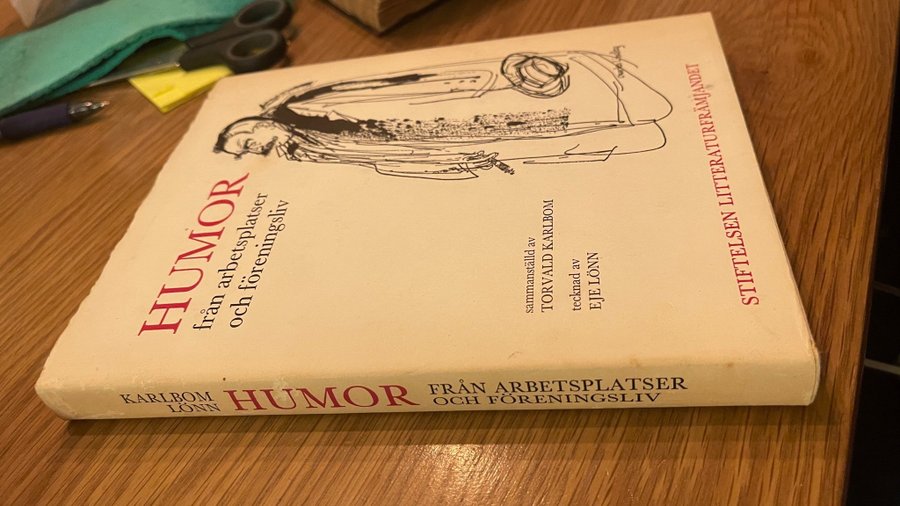 HUMOR
från arbetsplatser
och föreningsliv
sammanställd av
TORVALD KARLBOM
tecknad av
EJE LÖNN
STIFTELSEN LITTERATURFRÄMJANDET
KARLBOM
LÖNN
HUMOR
FRÅN ARBETSPLATSER
OCH FÖRENINGSLIV